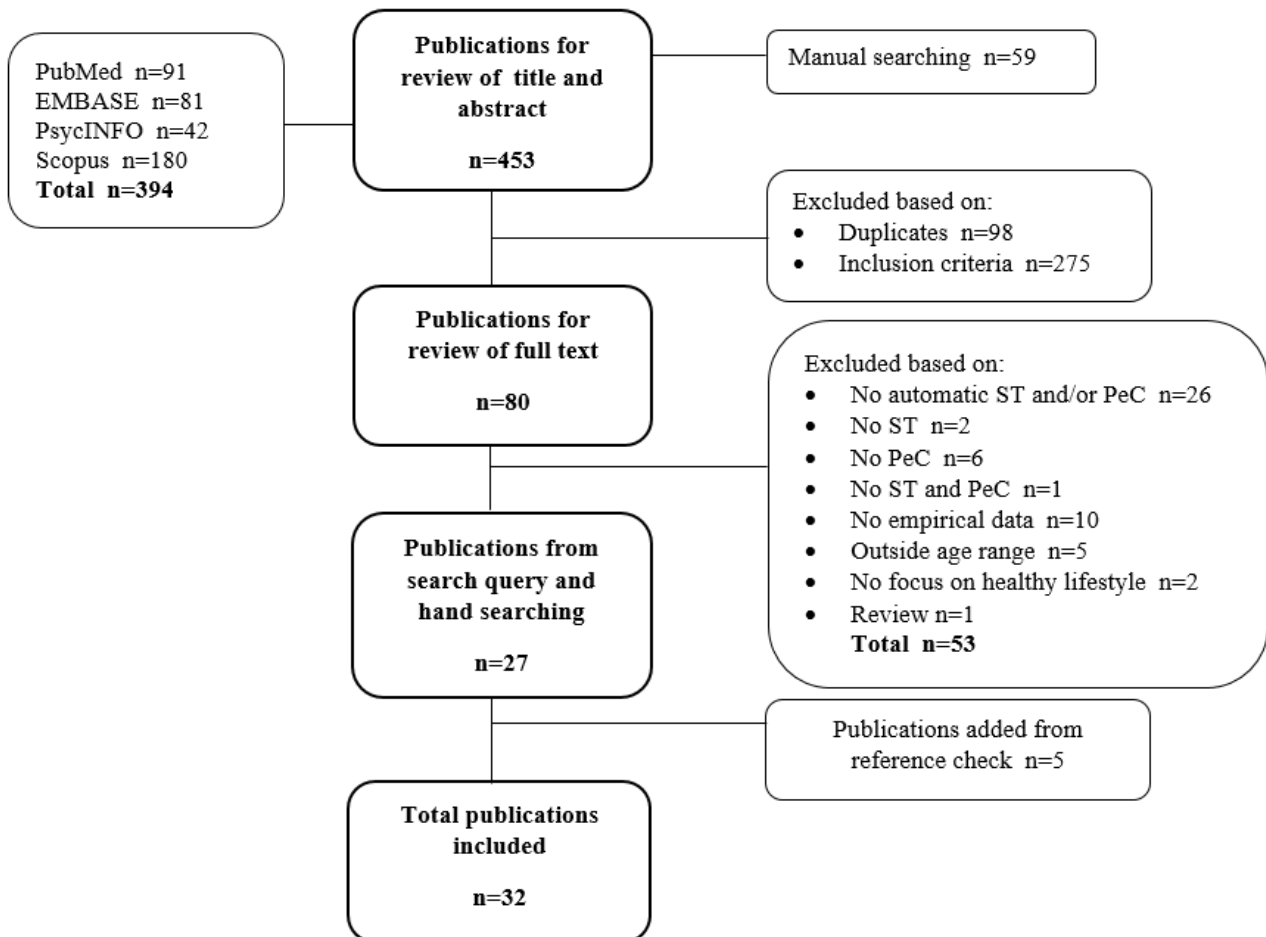 PubMed n=91
EMBASE n=81
PsycINFO n=42
Scopus n=180
Total n=394
Publications for
review of title and
abstract
n=453
Manual searching n=59
Excluded based on:
• Duplicates n=98
• Inclusion criteria n=275
Publications for
review of full text
n=80
Excluded based on:
• No automatic ST and/or PeC n=26
• No ST n=2
• No PeC n=6
• No ST and PeC n=1
• No empirical data n=10
• Outside age range n=5
• No focus on healthy lifestyle n=2
• Review n=1
Total n=53
Publications from
search query and
hand searching
n=27
Publications added from
reference check n=5
Total publications
included
n=32